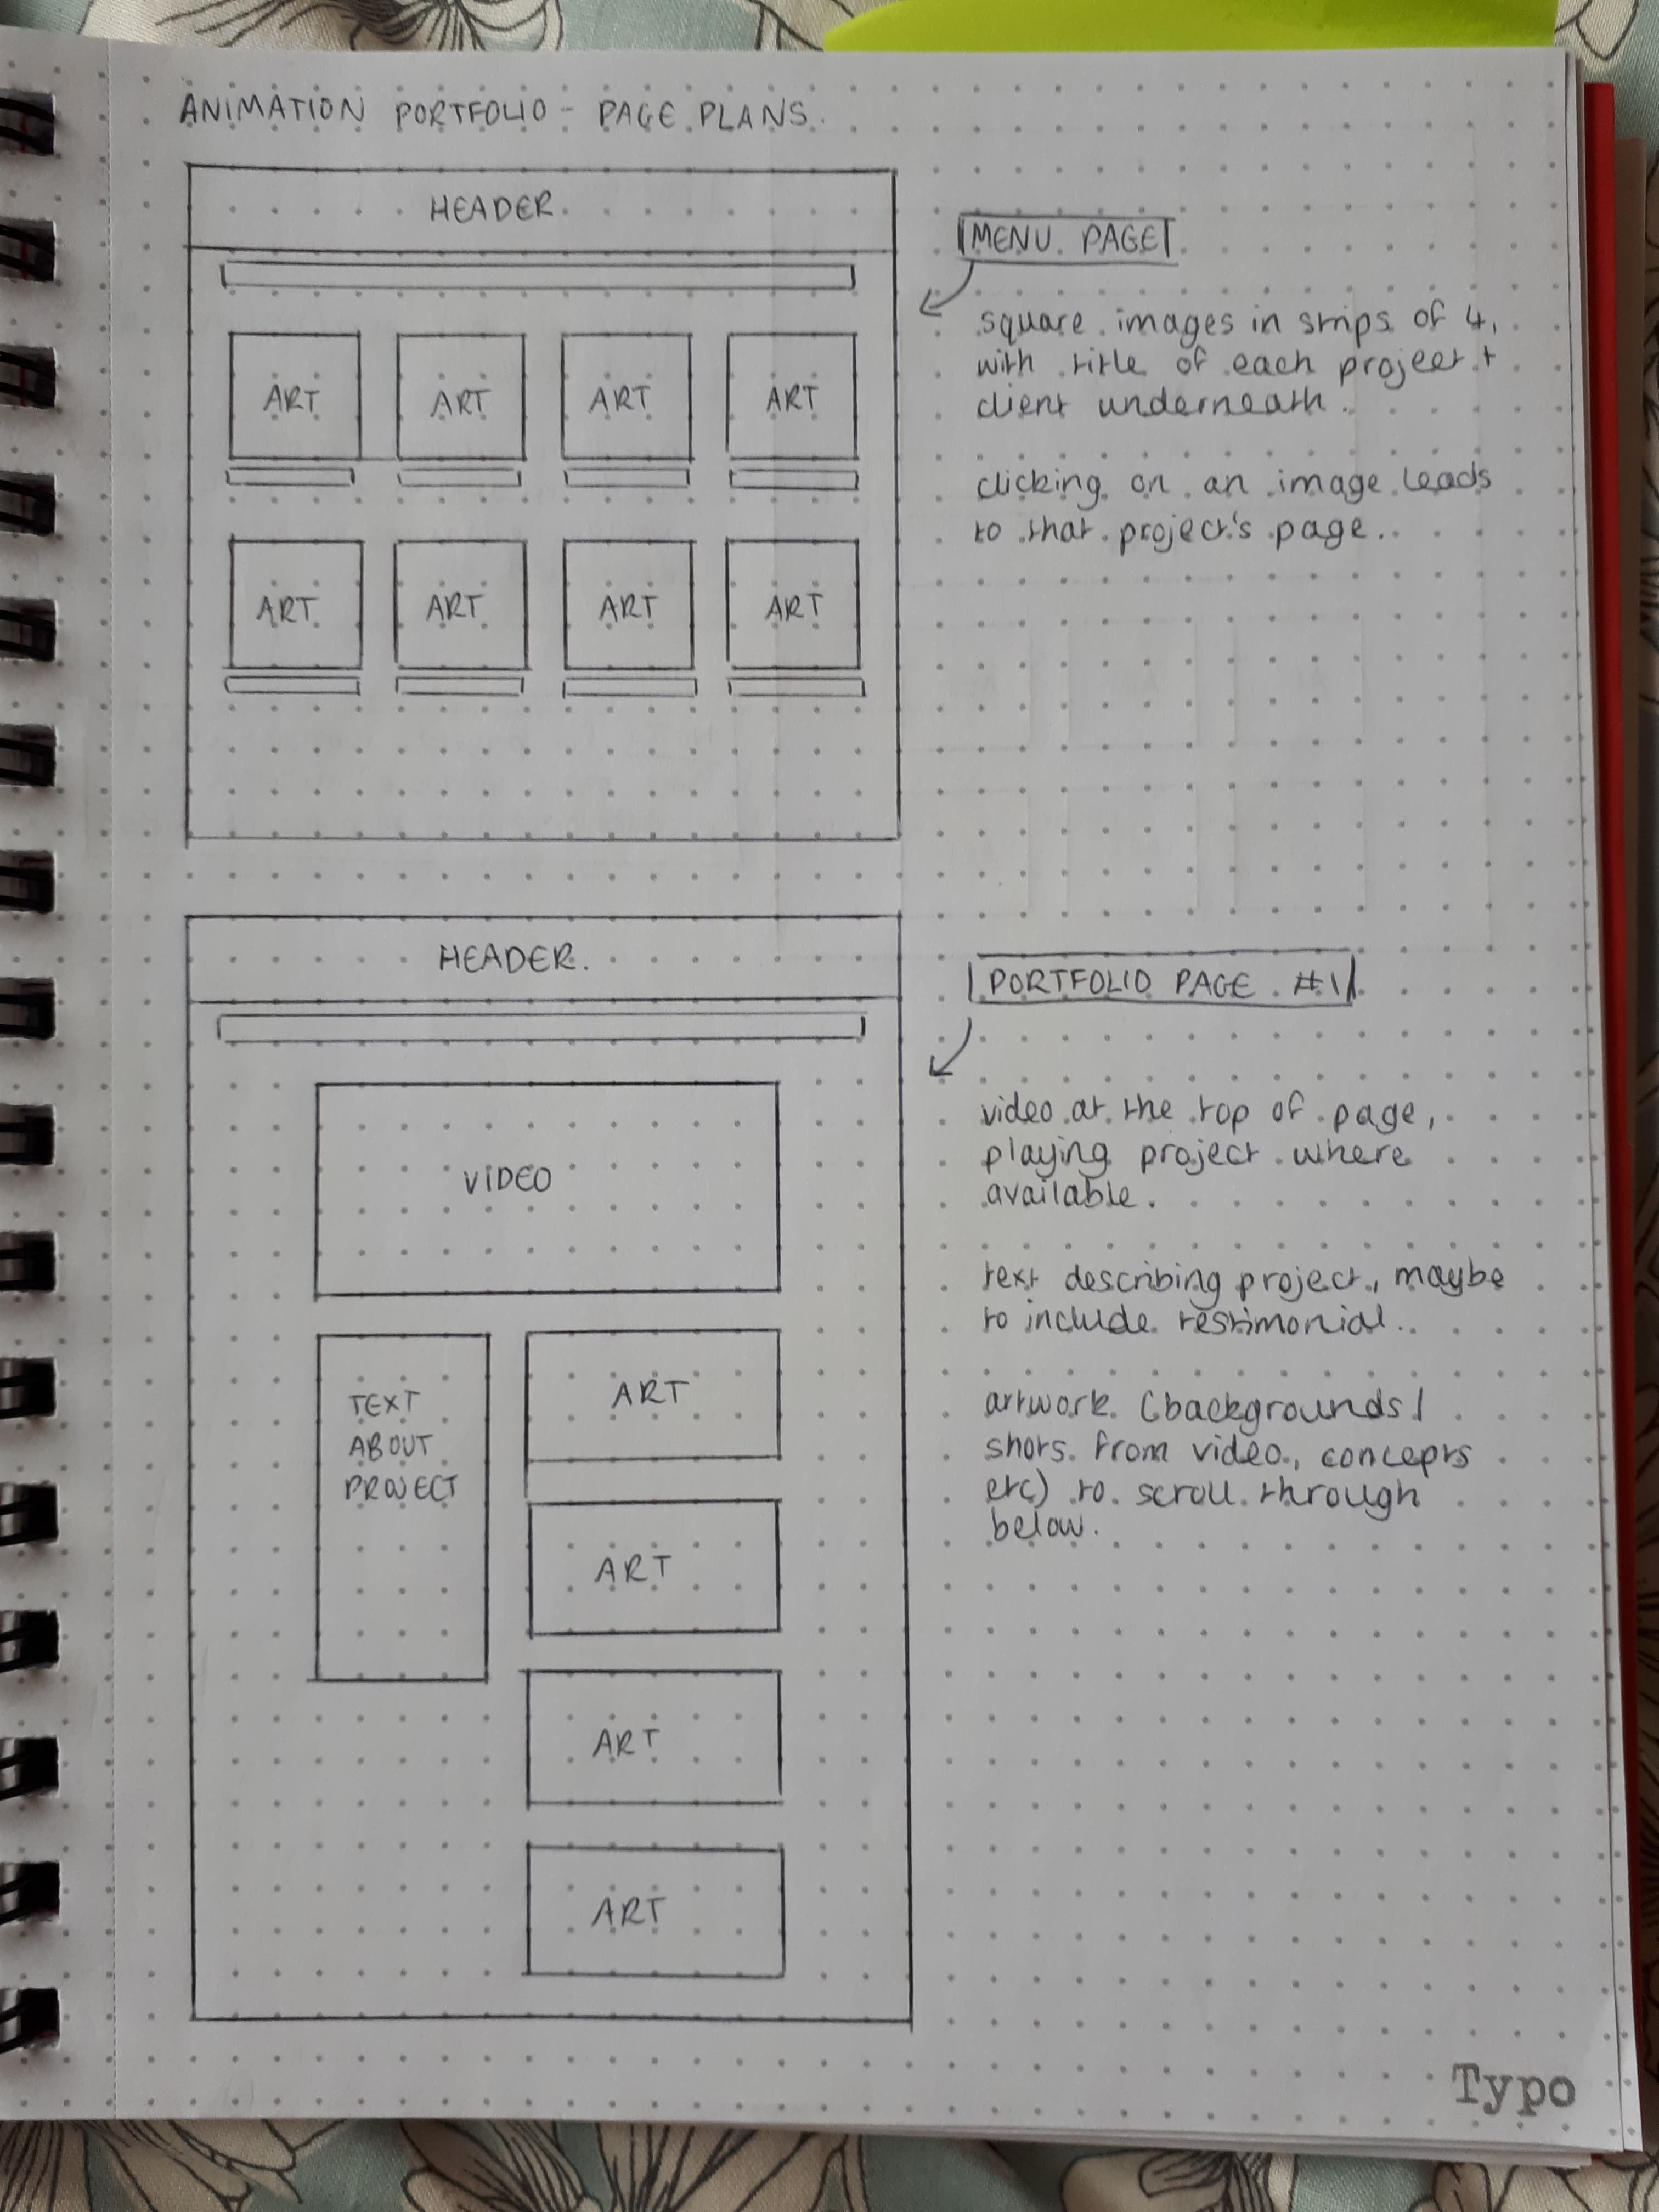 ANIMATION PORTFOLIO - PAGE PLANS.
HEADER.
MENU PAGE
square images in strips of 4,
with title of each project +
client underneath.
clicking on an image leads
to that project's page.
ART ART ART ART
ART ART ART ART
HEADER.
PORTFOLIO PAGE #1
video at the top of page,
playing project where
available.
text describing project, maybe
to include testimonial.
artwork (backgrounds/
shots from video, concepts
etc) to scroll through
below.
VIDEO
TEXT
ABOUT
PROJECT
ART
ART
ART
ART
Typo